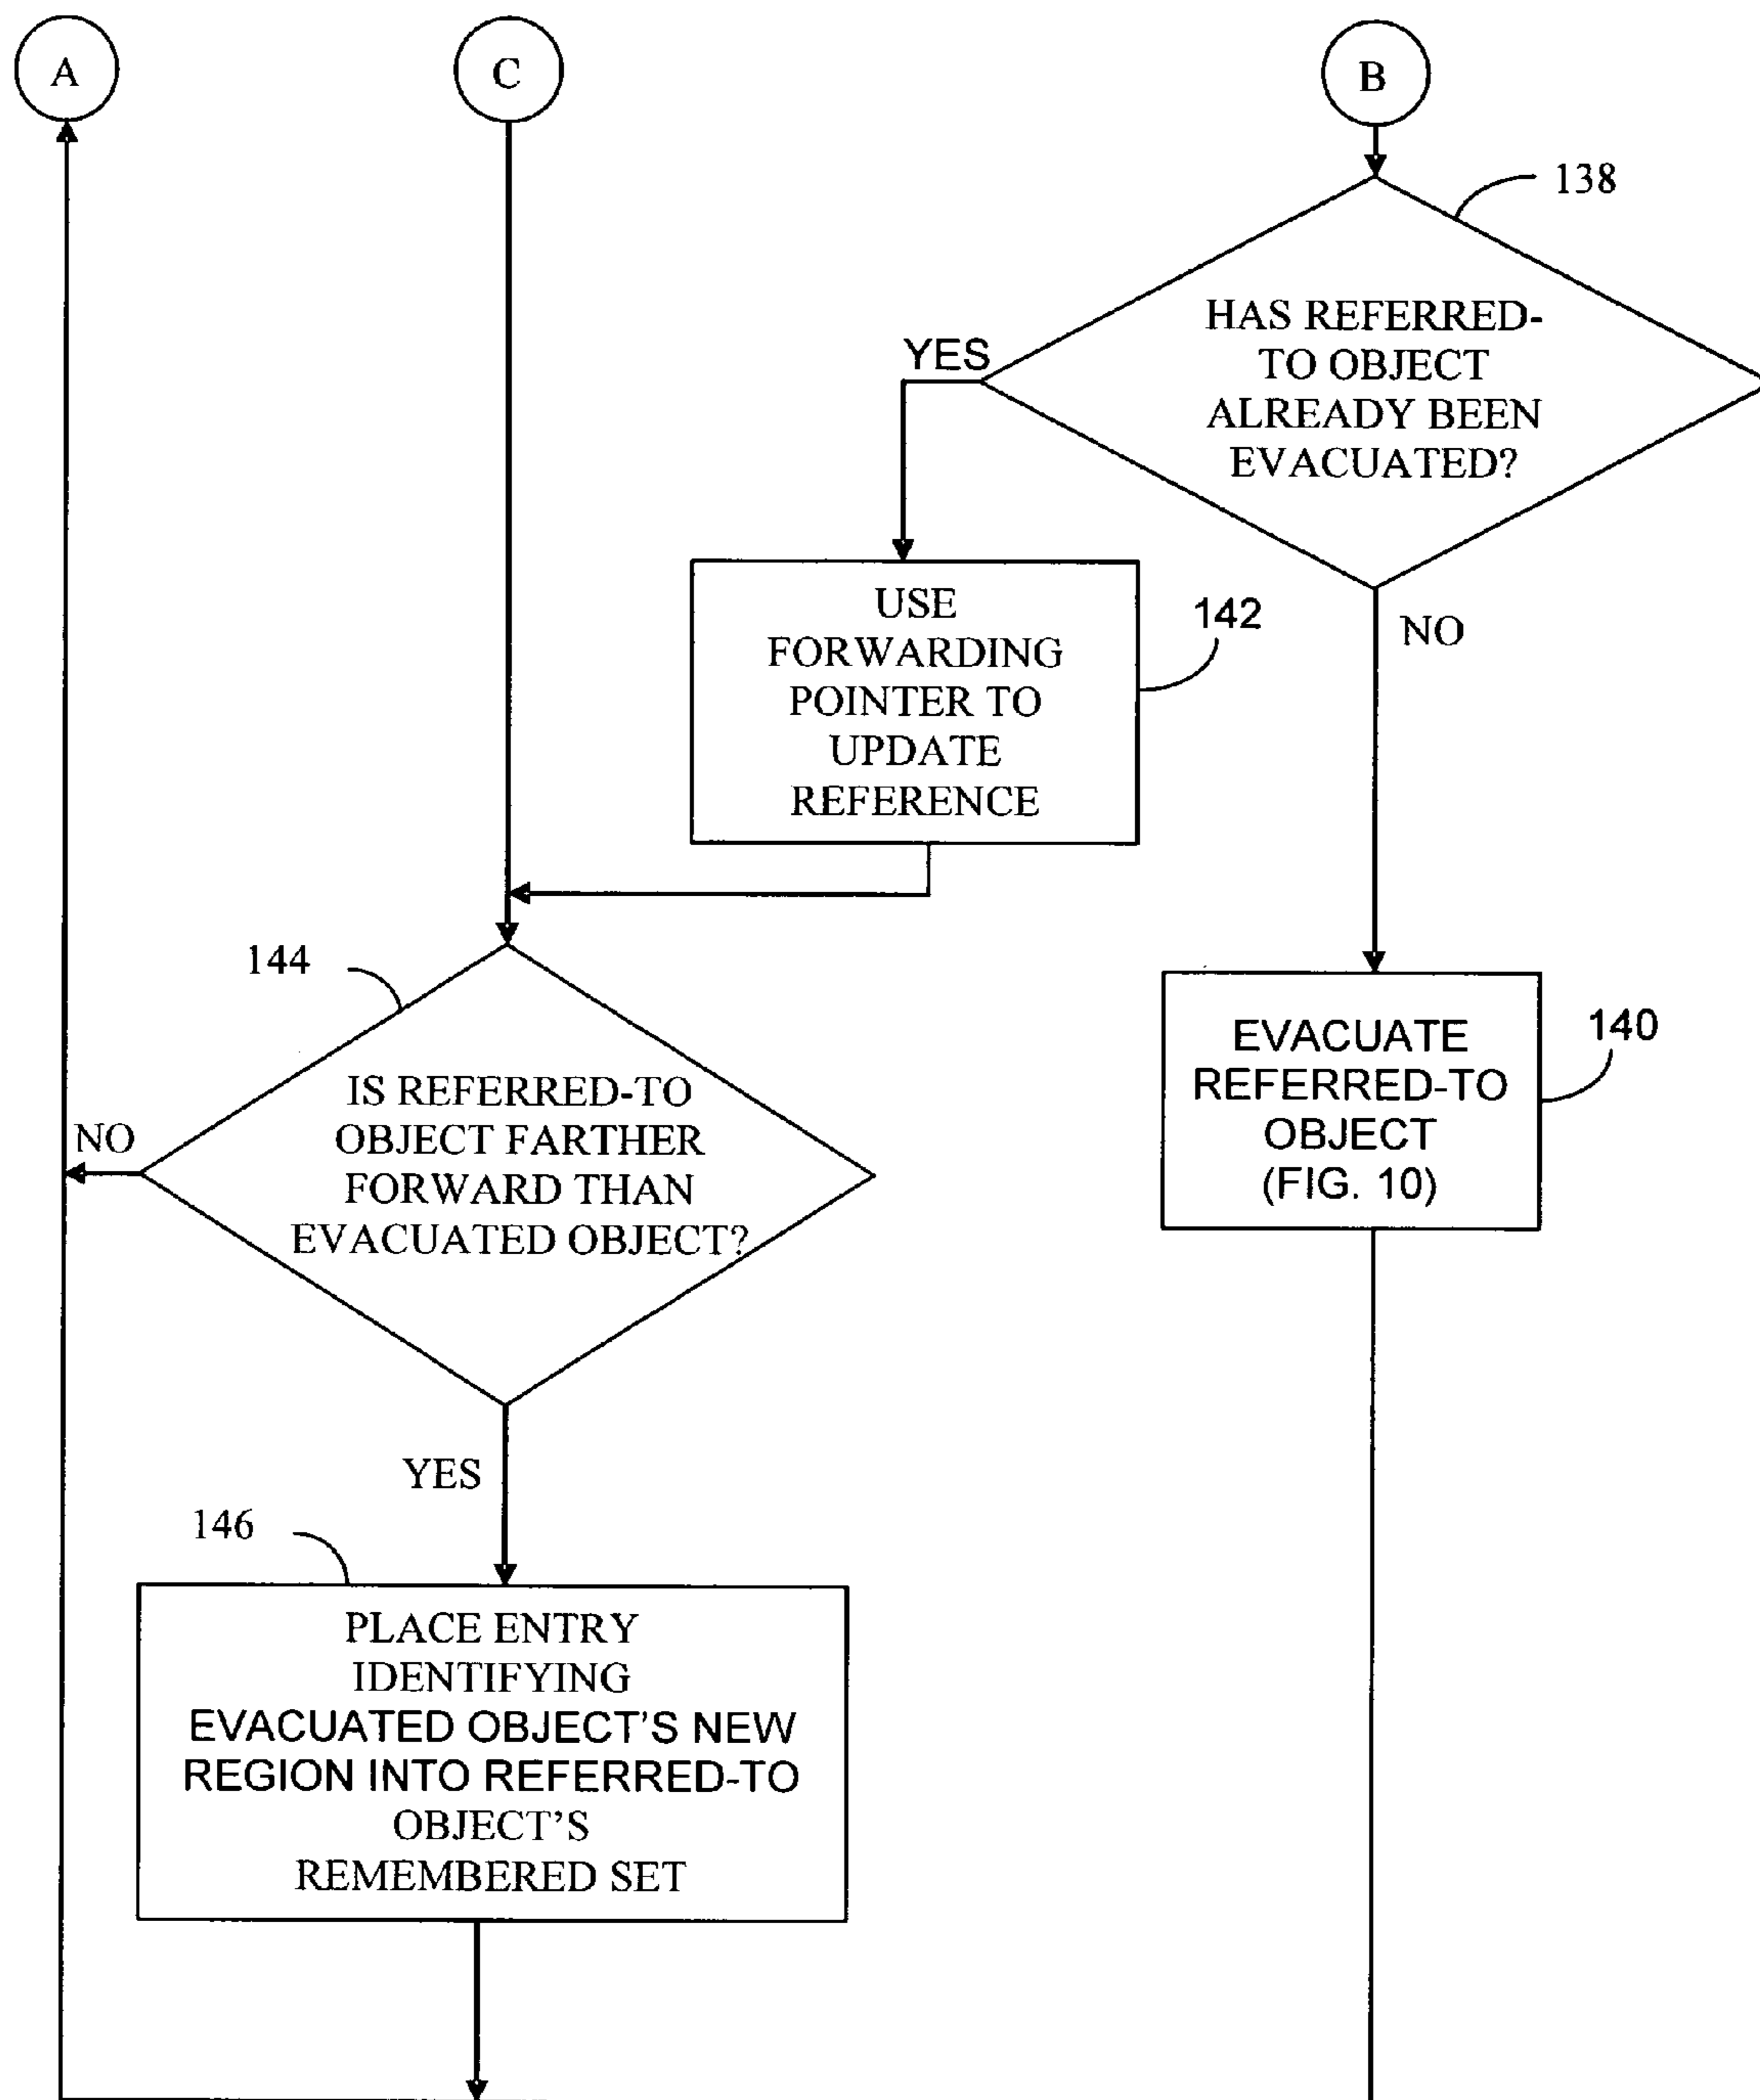 A
C
B
138
HAS REFERRED-
TO OBJECT
ALREADY BEEN
EVACUATED?
YES
NO
USE
FORWARDING
POINTER TO
UPDATE
REFERENCE
142
144
IS REFERRED-TO
OBJECT FARTHER
FORWARD THAN
EVACUATED OBJECT?
NO
YES
EVACUATE
REFERRED-TO
OBJECT
(FIG. 10)
140
146
PLACE ENTRY
IDENTIFYING
EVACUATED OBJECT'S NEW
REGION INTO REFERRED-TO
OBJECT'S
REMEMBERED SET